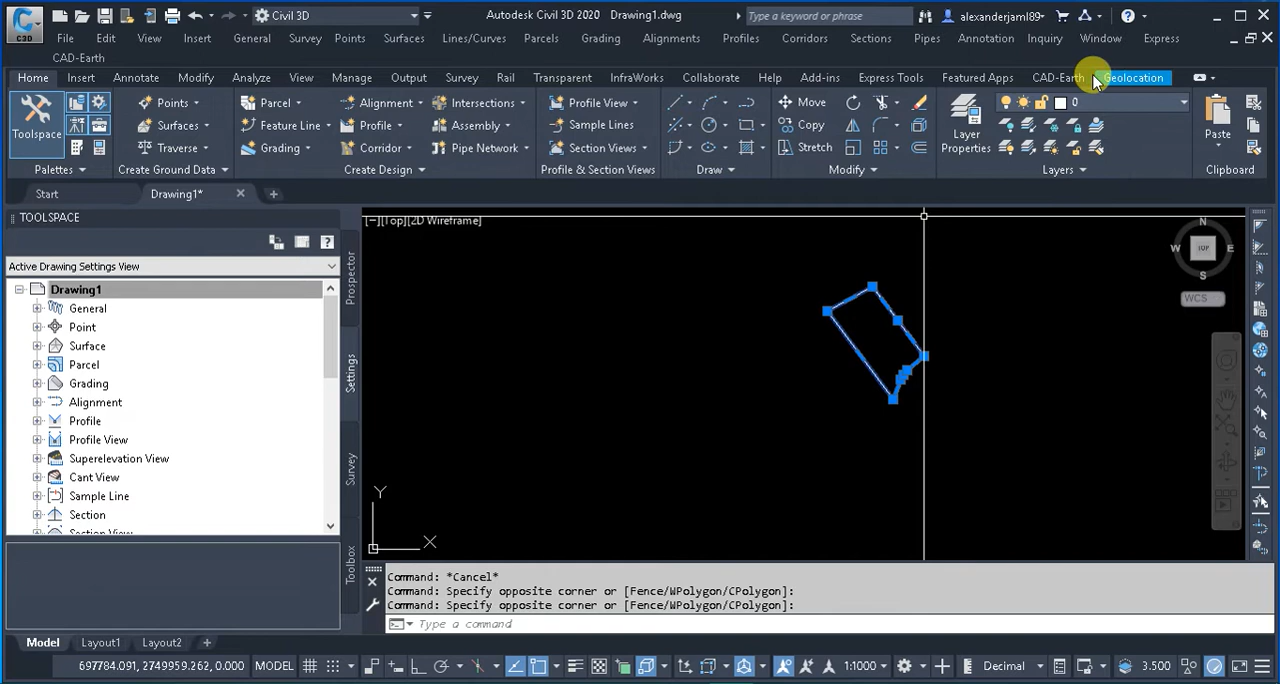 C3D Civil 3D Autodesk Civil 3D 2020 Drawing1.dwg Type a keyword or phrase alexanderjaml89
File Edit View Insert General Survey Points Surfaces Lines/Curves Parcels Grading Alignments Profiles Corridors Sections Pipes Annotation Inquiry Window Express
CAD-Earth
Home Insert Annotate Modify Analyze View Manage Output Survey Rail Transparent InfraWorks Collaborate Help Add-ins Express Tools Featured Apps CAD-Earth Geolocation
Points Parcel Alignment Intersections Profile View Move 0
Toolspace Surfaces Feature Line Profile Assembly Sample Lines Copy Layer Properties Paste
Traverse Grading Corridor Pipe Network Section Views Stretch
Palettes Create Ground Data Create Design Profile & Section Views Draw Modify Layers Clipboard
Start Drawing1*
TOOLSPACE
[−][Top][2D Wireframe]
N
W TOP E
S
WCS
Active Drawing Settings View
Drawing1
General
Point
Surface
Parcel
Grading
Alignment
Profile
Profile View
Superelevation View
Cant View
Sample Line
Section
Section View
Prospector
Settings
Survey
Toolbox
Y
X
Command: *Cancel*
Command: Specify opposite corner or [Fence/WPolygon/CPolygon]:
Command: Specify opposite corner or [Fence/WPolygon/CPolygon]:
Type a command
Model Layout1 Layout2
697784.091, 2749959.262, 0.000 MODEL 1:1000 Decimal 3.500